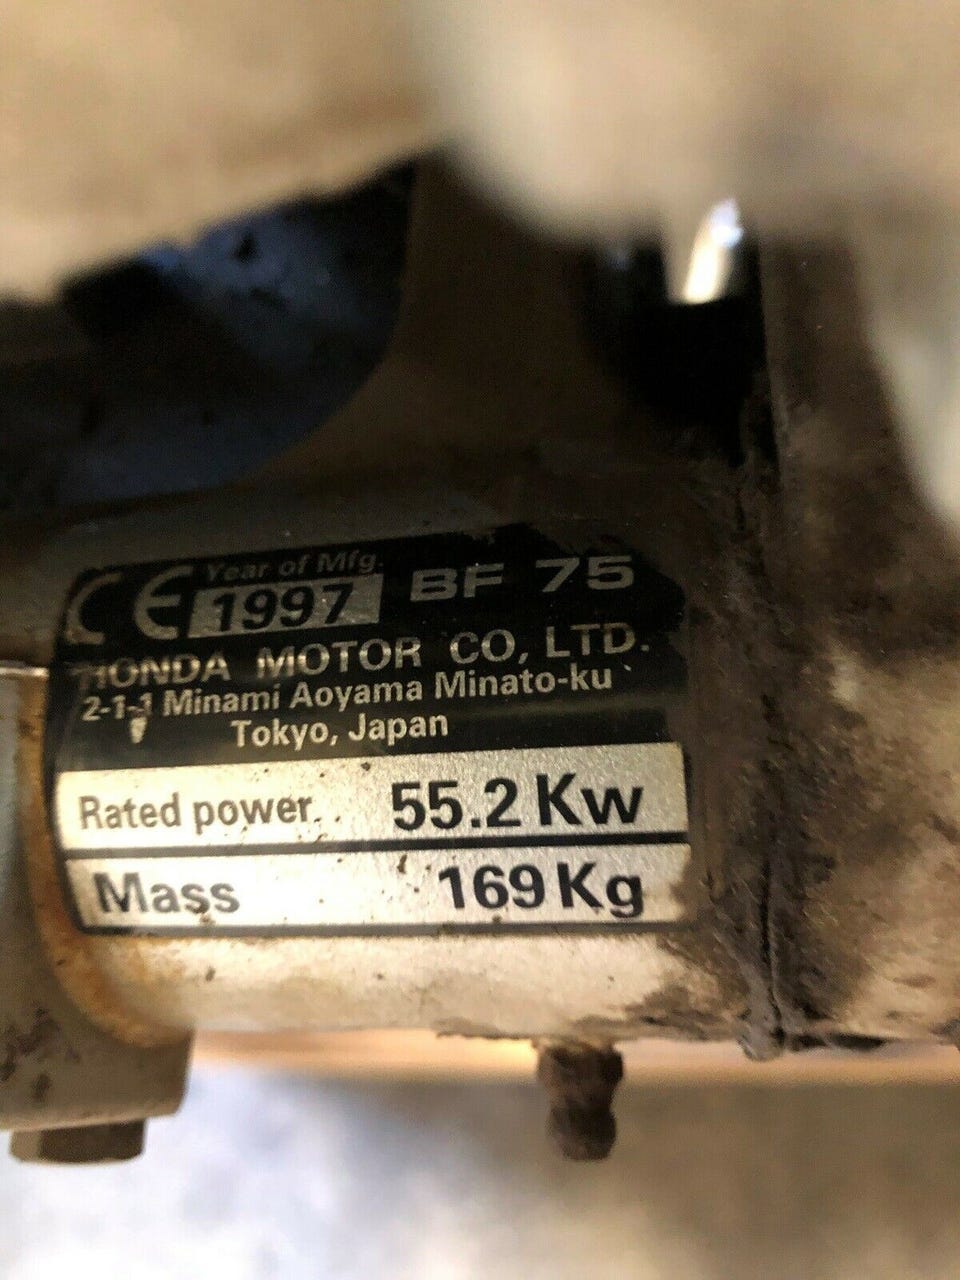 CE Year of Mfg.
1997 BF 75
HONDA MOTOR CO, LTD.
2-1-1 Minami Aoyama Minato-ku
Tokyo, Japan
Rated power 55.2 Kw
Mass 169 Kg